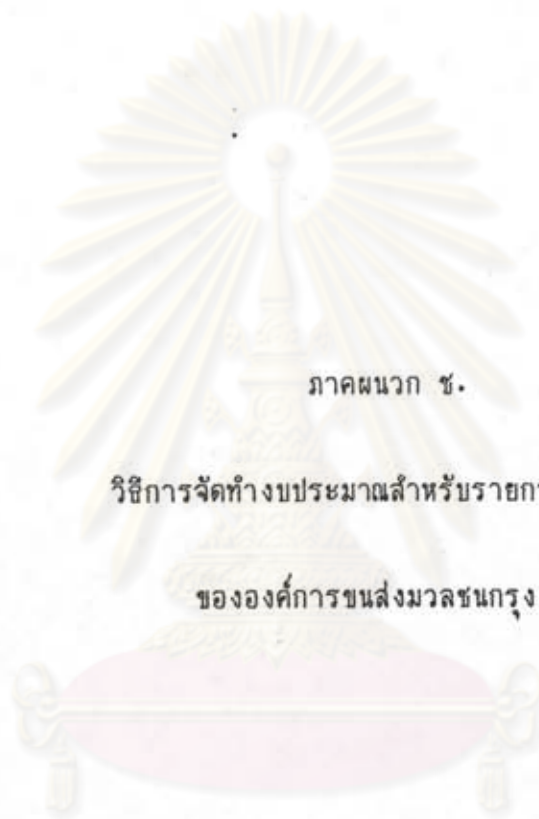 ภาคผนวก ช.
วิธีการจัดทำงบประมาณสำหรับรายก
ขององค์การขนส่งมวลชนกรุง